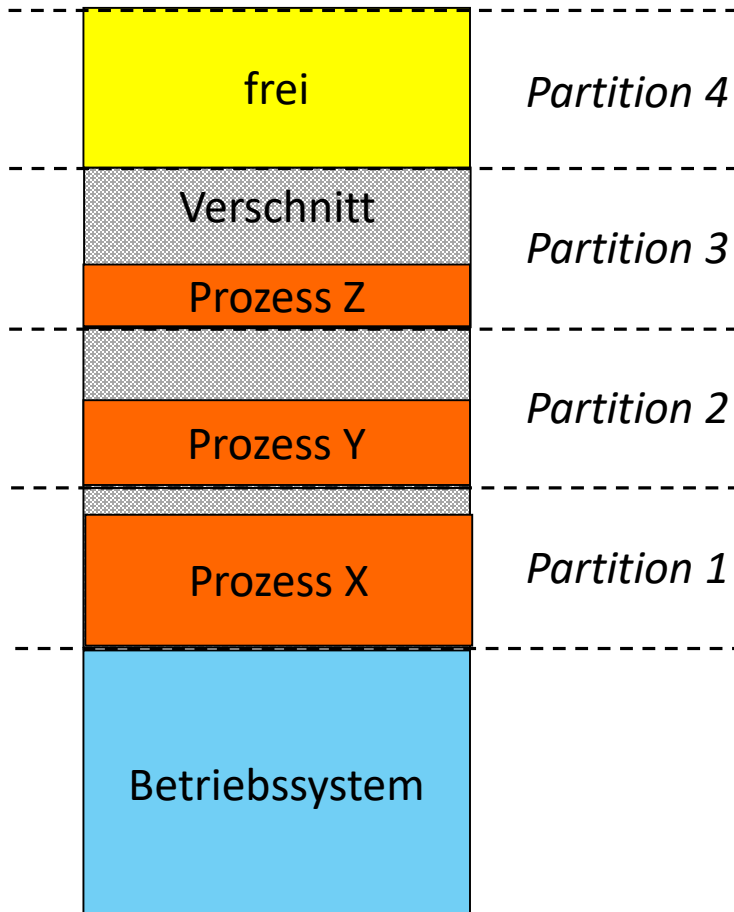 frei
Partition 4
Verschnitt
Partition 3
Prozess Z
Partition 2
Prozess Y
Partition 1
Prozess X
Betriebssystem